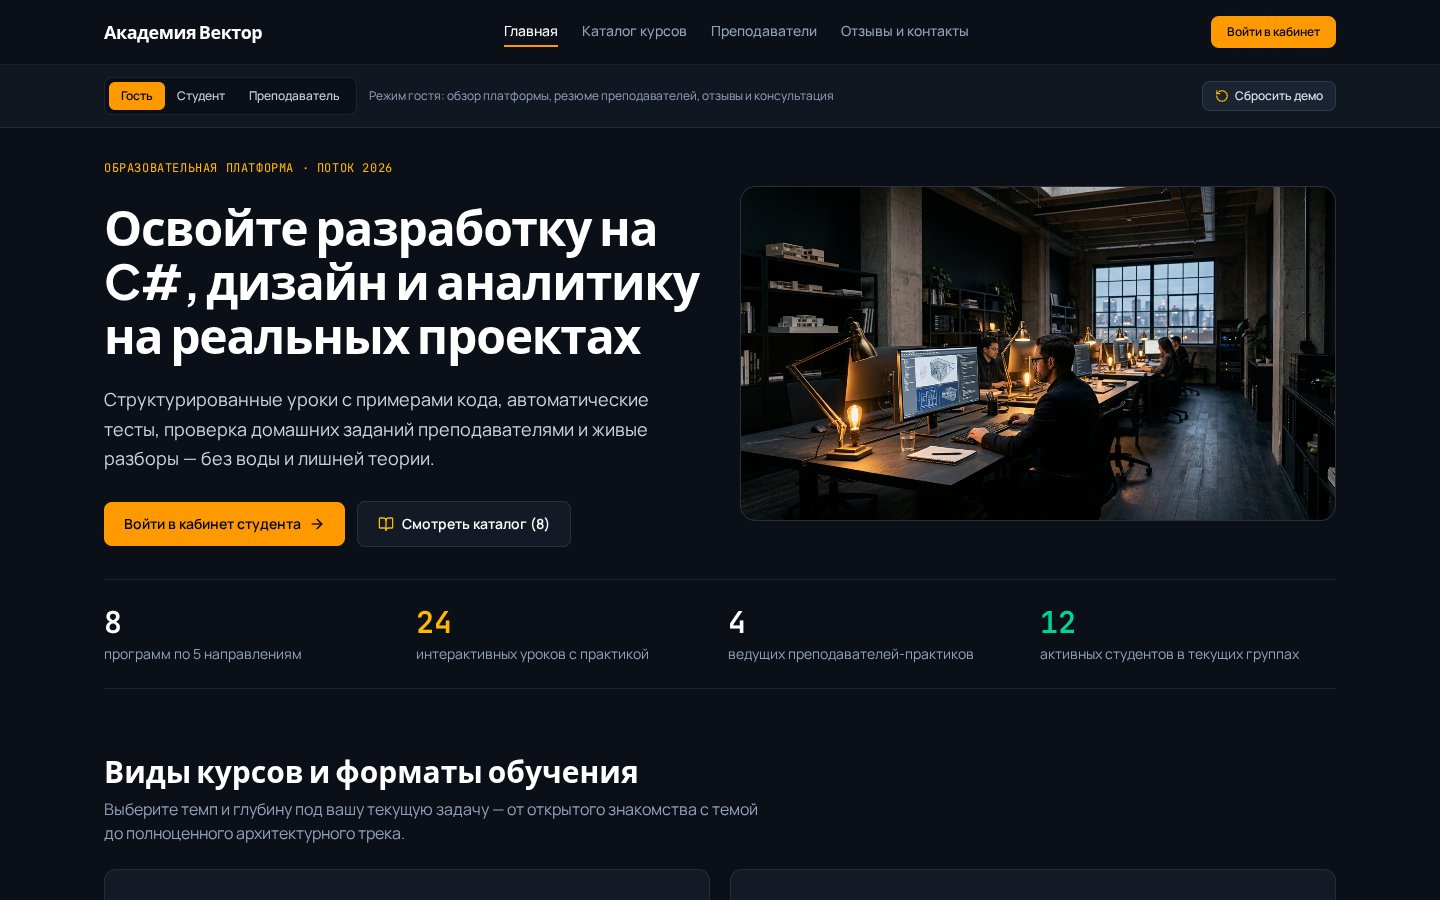 Академия Вектор
Главная
Каталог курсов
Преподаватели
Отзывы и контакты
Войти в кабинет
Гость
Студент
Преподаватель
Режим гостя: обзор платформы, резюме преподавателей, отзывы и консультация
Сбросить демо
ОБРАЗОВАТЕЛЬНАЯ ПЛАТФОРМА · ПОТОК 2026
Освойте разработку на
C#, дизайн и аналитику
на реальных проектах
Структурированные уроки с примерами кода, автоматические
тесты, проверка домашних заданий преподавателями и живые
разборы — без воды и лишней теории.
Войти в кабинет студента
Смотреть каталог (8)
8
программ по 5 направлениям
24
интерактивных уроков с практикой
4
ведущих преподавателей-практиков
12
активных студентов в текущих группах
Виды курсов и форматы обучения
Выберите темп и глубину под вашу текущую задачу — от открытого знакомства с темой
до полноценного архитектурного трека.